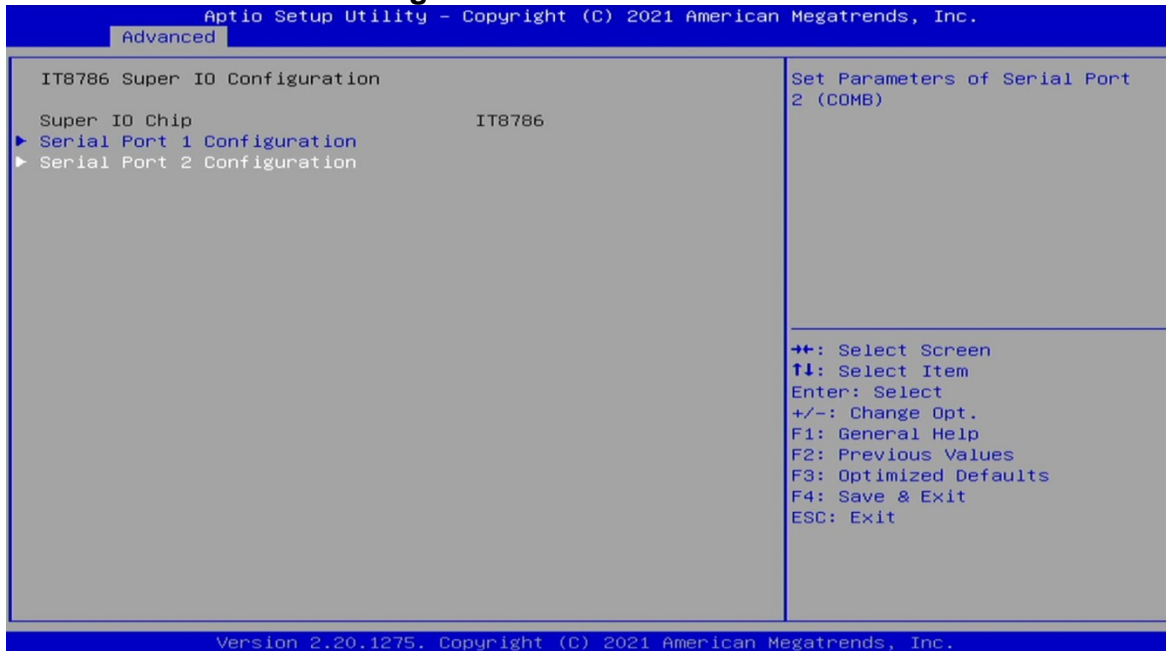 Aptio Setup Utility – Copyright (C) 2021 American Megatrends, Inc.
Advanced
IT8786 Super IO Configuration
Super IO Chip IT8786
► Serial Port 1 Configuration
► Serial Port 2 Configuration
Set Parameters of Serial Port
2 (COMB)
→←: Select Screen
↑↓: Select Item
Enter: Select
+/-: Change Opt.
F1: General Help
F2: Previous Values
F3: Optimized Defaults
F4: Save & Exit
ESC: Exit
Version 2.20.1275. Copyright (C) 2021 American Megatrends, Inc.